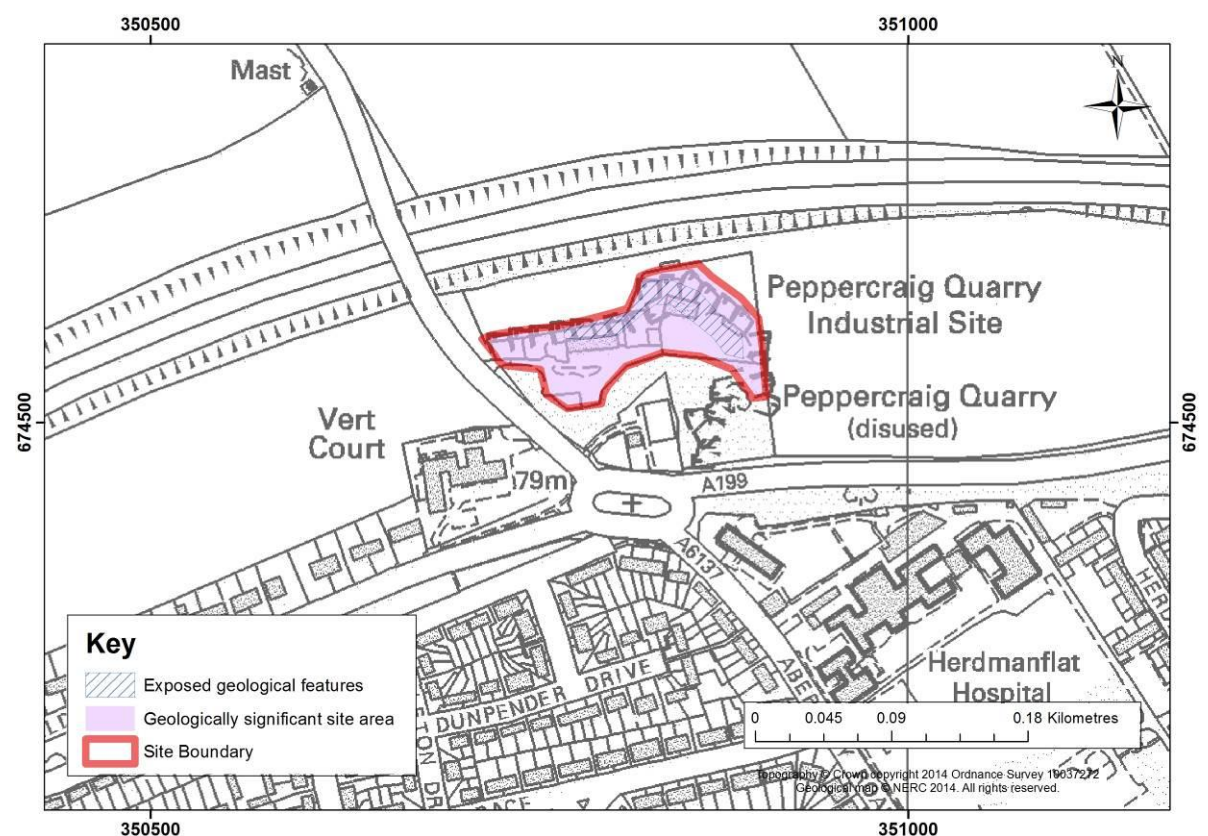 350500
351000
Mast
N
Peppercraig Quarry
Industrial Site
674500
674500
Peppercraig Quarry
(disused)
Vert
Court
79m
A199
A6137
Key
Exposed geological features
Geologically significant site area
Site Boundary
DUNPENDER DRIVE
Herdmanflat
Hospital
0 0.045 0.09 0.18 Kilometres
Topography © Crown copyright 2014 Ordnance Survey 10037272
Geological map © NERC 2014. All rights reserved.
350500
351000